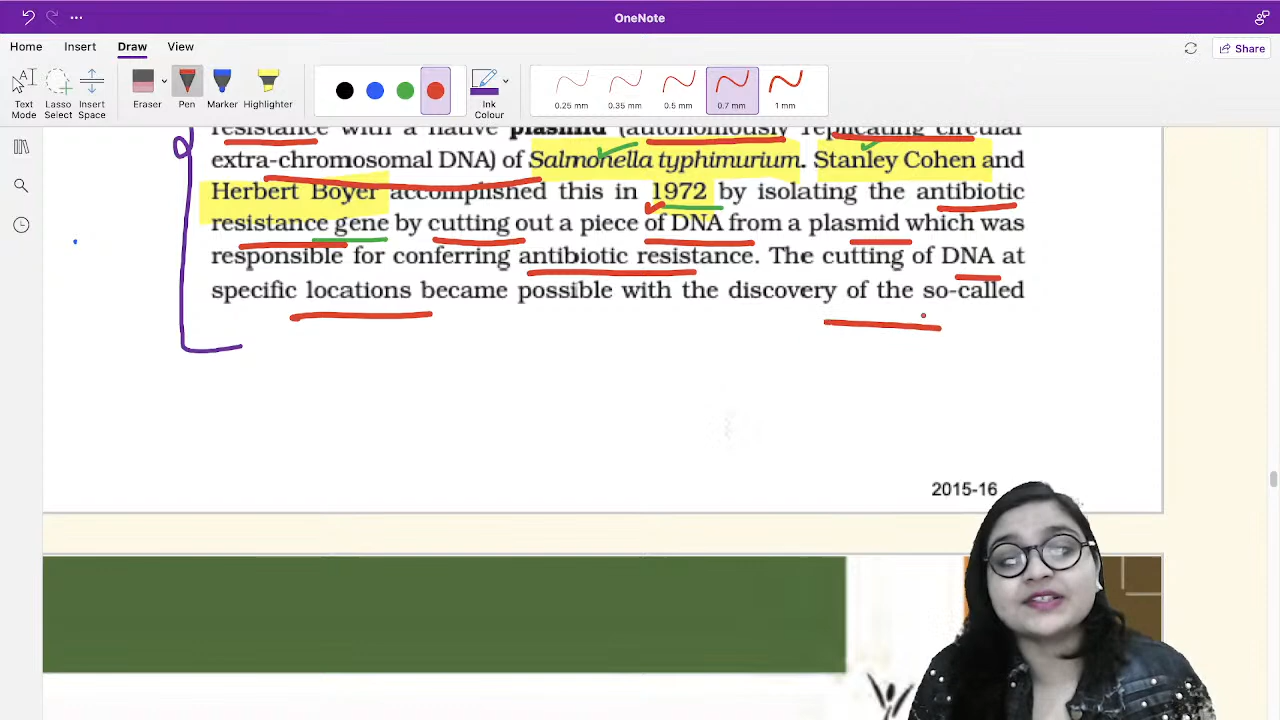 OneNote
Home Insert Draw View
Share
Text Mode
Lasso Select
Insert Space
Eraser
Pen
Marker
Highlighter
Ink Colour
0.25 mm 0.35 mm 0.5 mm 0.7 mm 1 mm
resistance with a native plasmid (autonomously replicating circular
extra-chromosomal DNA) of Salmonella typhimurium. Stanley Cohen and
Herbert Boyer accomplished this in 1972 by isolating the antibiotic
resistance gene by cutting out a piece of DNA from a plasmid which was
responsible for conferring antibiotic resistance. The cutting of DNA at
specific locations became possible with the discovery of the so-called
2015-16